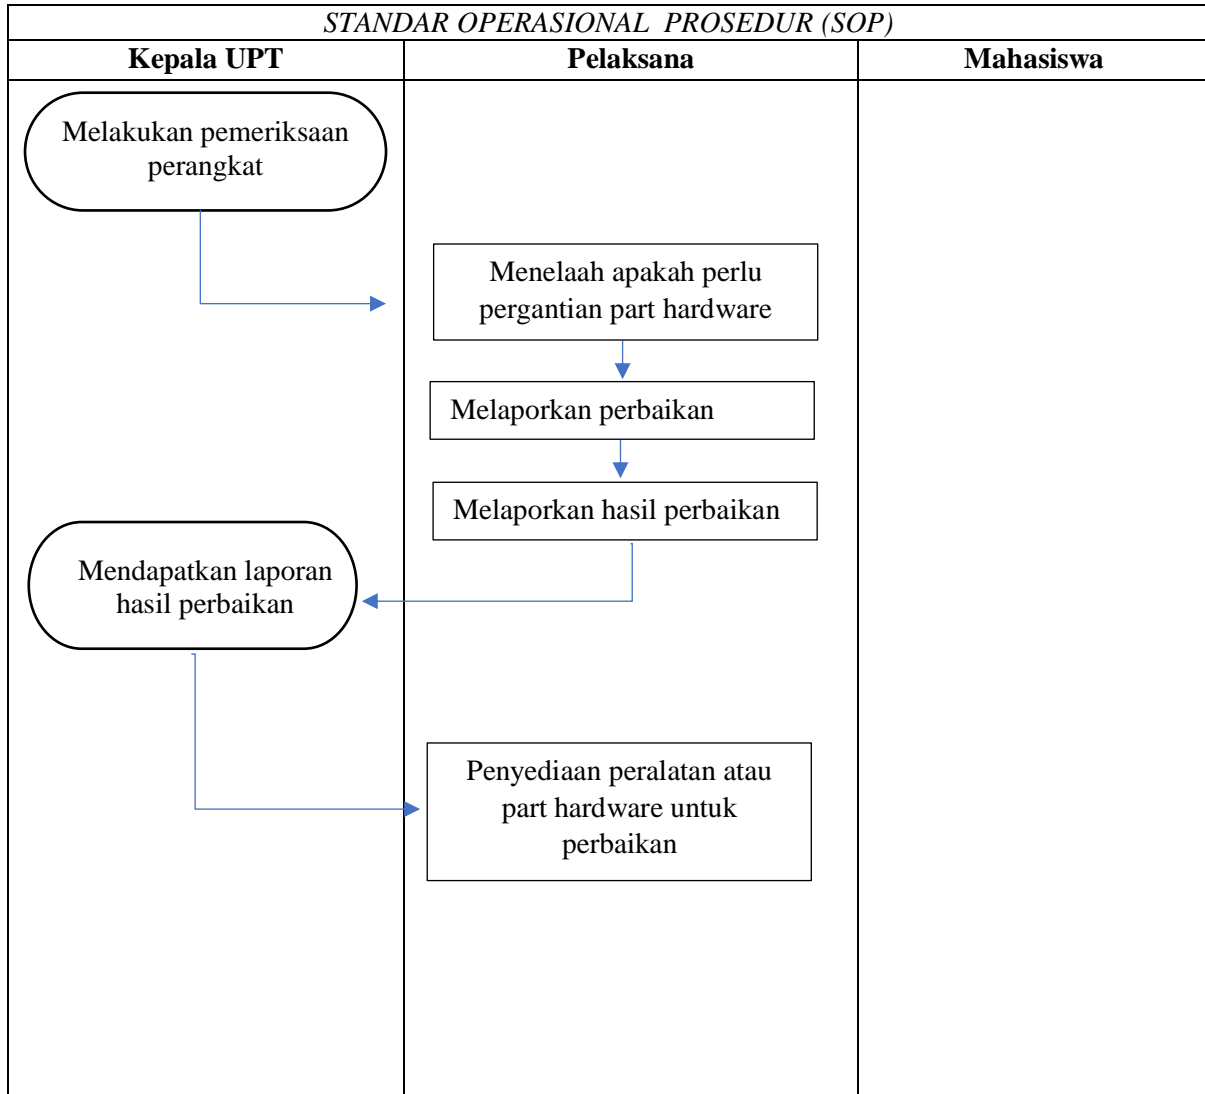 STANDAR OPERASIONAL PROSEDUR (SOP)
Kepala UPT
Pelaksana
Mahasiswa
Melakukan pemeriksaan
perangkat
Menelaah apakah perlu
pergantian part hardware
Melaporkan perbaikan
Melaporkan hasil perbaikan
Mendapatkan laporan
hasil perbaikan
Penyediaan peralatan atau
part hardware untuk
perbaikan